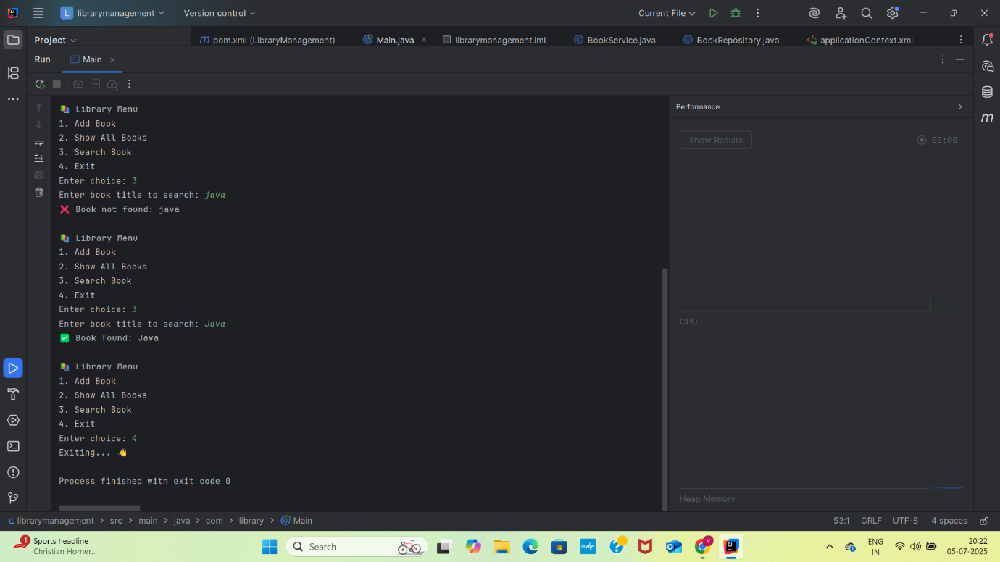 L librarymanagement Version control Current File
Project pom.xml (LibraryManagement) Main.java librarymanagement.iml BookService.java BookRepository.java applicationContext.xml
Run Main
📚 Library Menu
1. Add Book
2. Show All Books
3. Search Book
4. Exit
Enter choice: 3
Enter book title to search: java
❌ Book not found: java
📚 Library Menu
1. Add Book
2. Show All Books
3. Search Book
4. Exit
Enter choice: 3
Enter book title to search: Java
✅ Book found: Java
📚 Library Menu
1. Add Book
2. Show All Books
3. Search Book
4. Exit
Enter choice: 4
Exiting... 👋
Process finished with exit code 0
Performance
Show Results 00:00
CPU
Heap Memory
librarymanagement > src > main > java > com > library > Main 53:1 CRLF UTF-8 4 spaces
1 Sports headline
Christian Horner...
Search
myhp
V
ENG
IN
20:22
05-07-2025